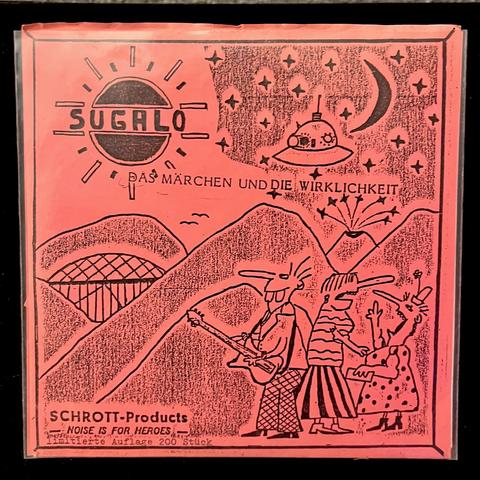 SUGALO
DAS MÄRCHEN UND DIE WIRKLICHKEIT
SCHROTT-Products
— NOISE IS FOR HEROES —
limitierte Auflage 200 Stück